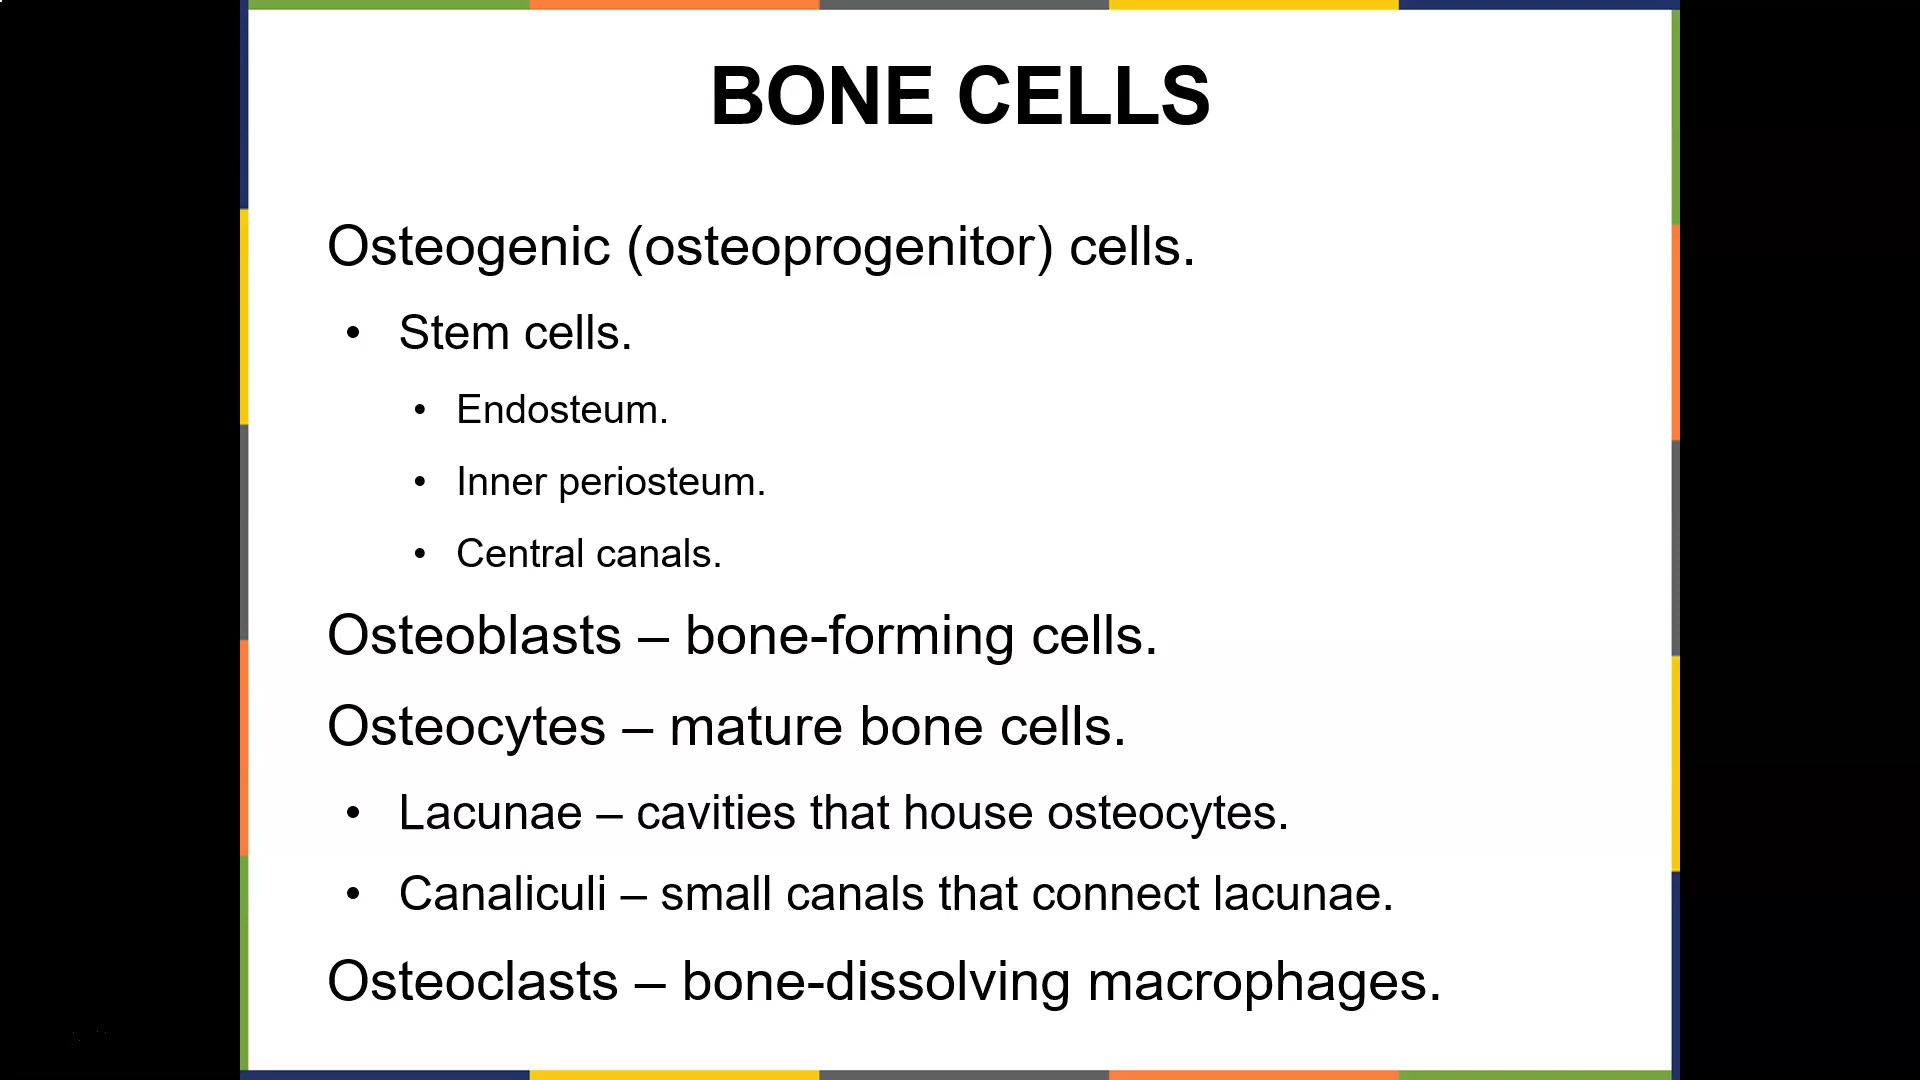 BONE CELLS
Osteogenic (osteoprogenitor) cells.
• Stem cells.
• Endosteum.
• Inner periosteum.
• Central canals.
Osteoblasts – bone-forming cells.
Osteocytes – mature bone cells.
• Lacunae – cavities that house osteocytes.
• Canaliculi – small canals that connect lacunae.
Osteoclasts – bone-dissolving macrophages.